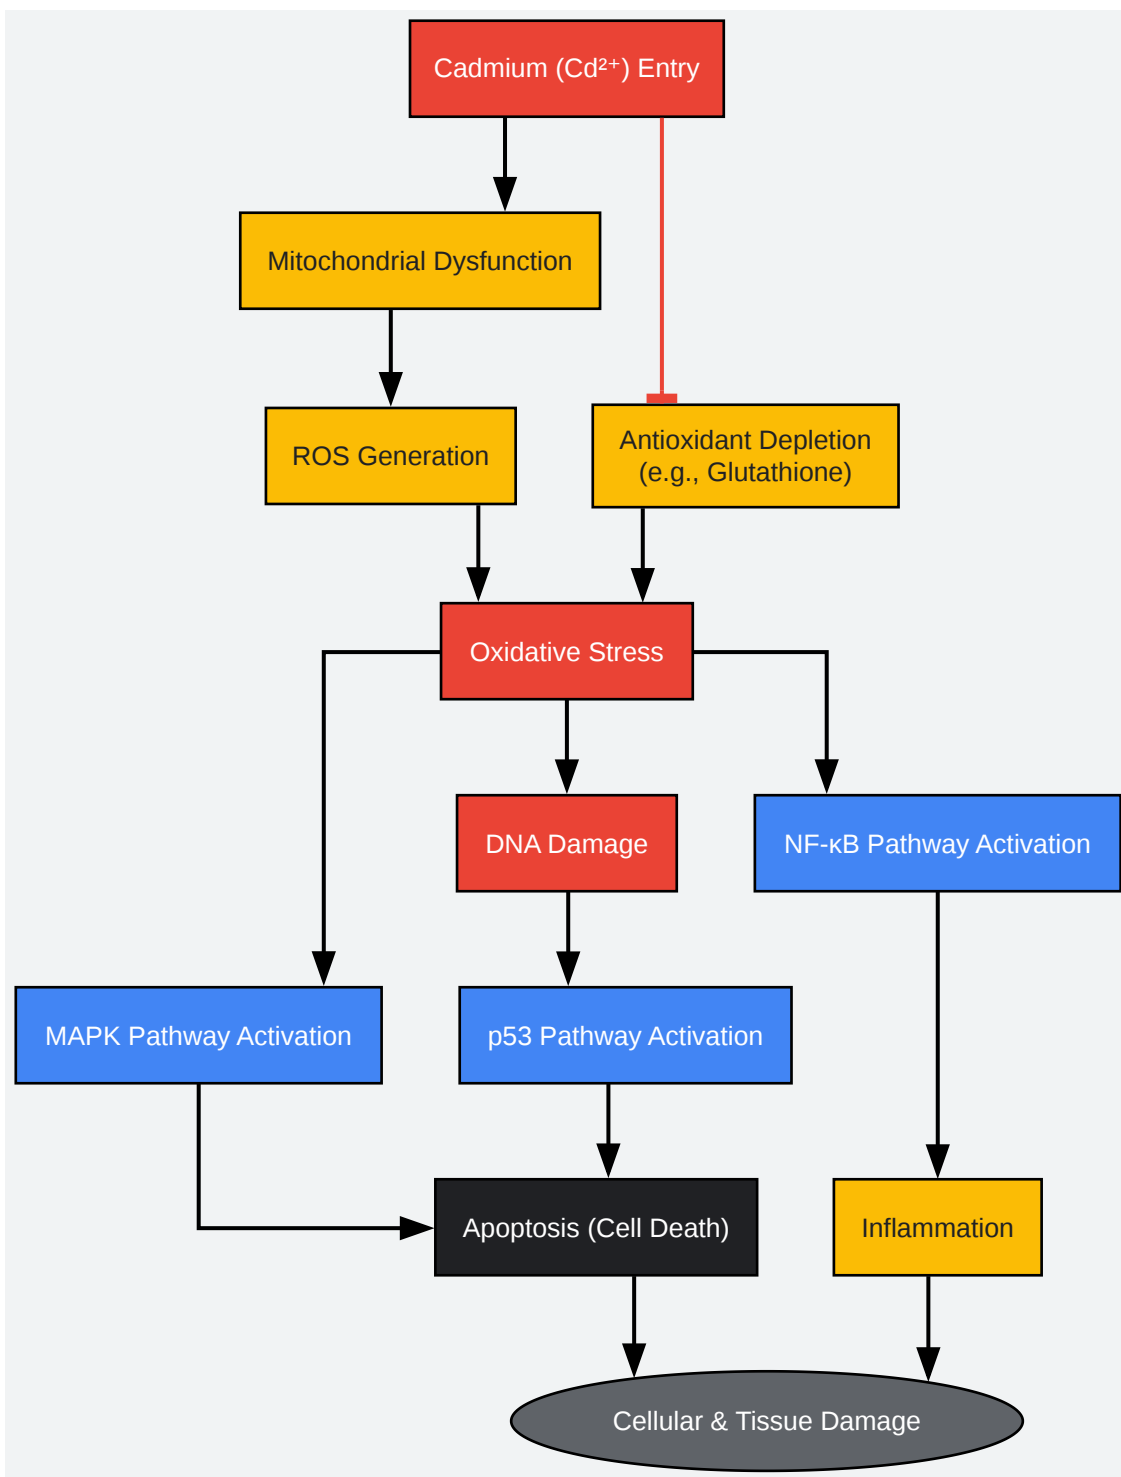 Cadmium (Cd²⁺) Entry
Mitochondrial Dysfunction
ROS Generation
Antioxidant Depletion
(e.g., Glutathione)
Oxidative Stress
DNA Damage
NF-κB Pathway Activation
MAPK Pathway Activation
p53 Pathway Activation
Apoptosis (Cell Death)
Inflammation
Cellular & Tissue Damage